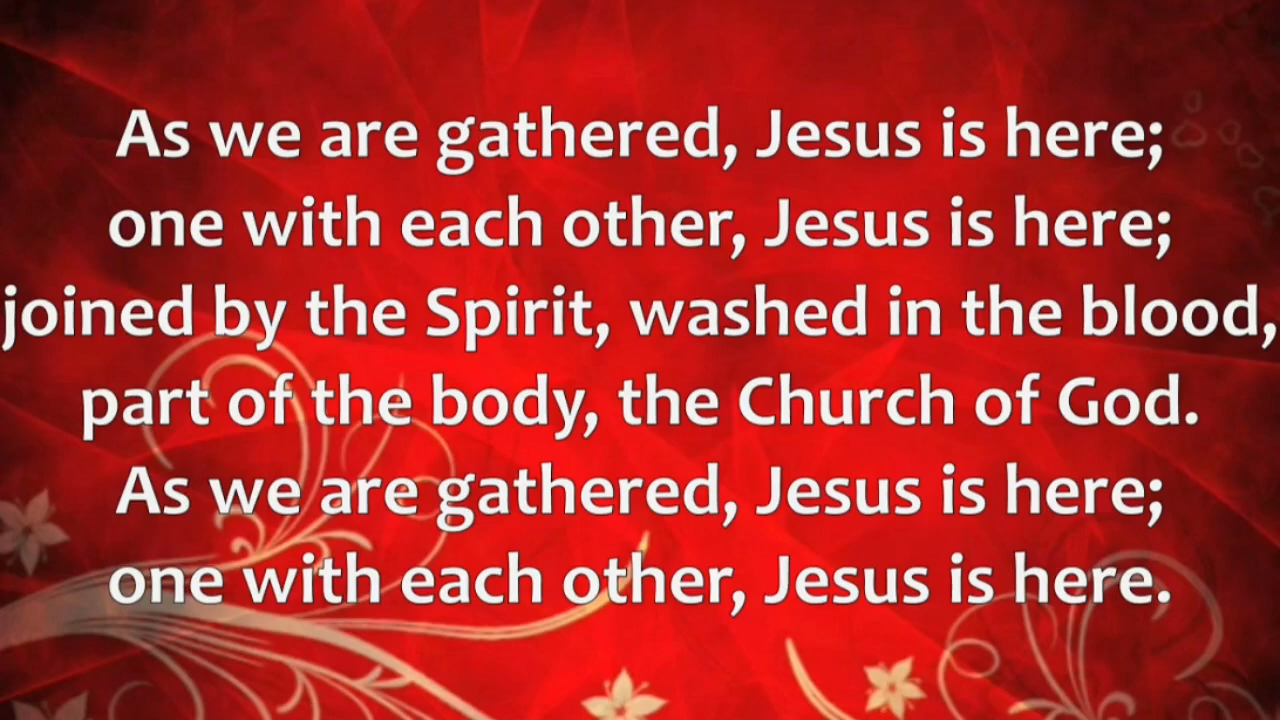 As we are gathered, Jesus is here;
one with each other, Jesus is here;
joined by the Spirit, washed in the blood,
part of the body, the Church of God.
As we are gathered, Jesus is here;
one with each other, Jesus is here.